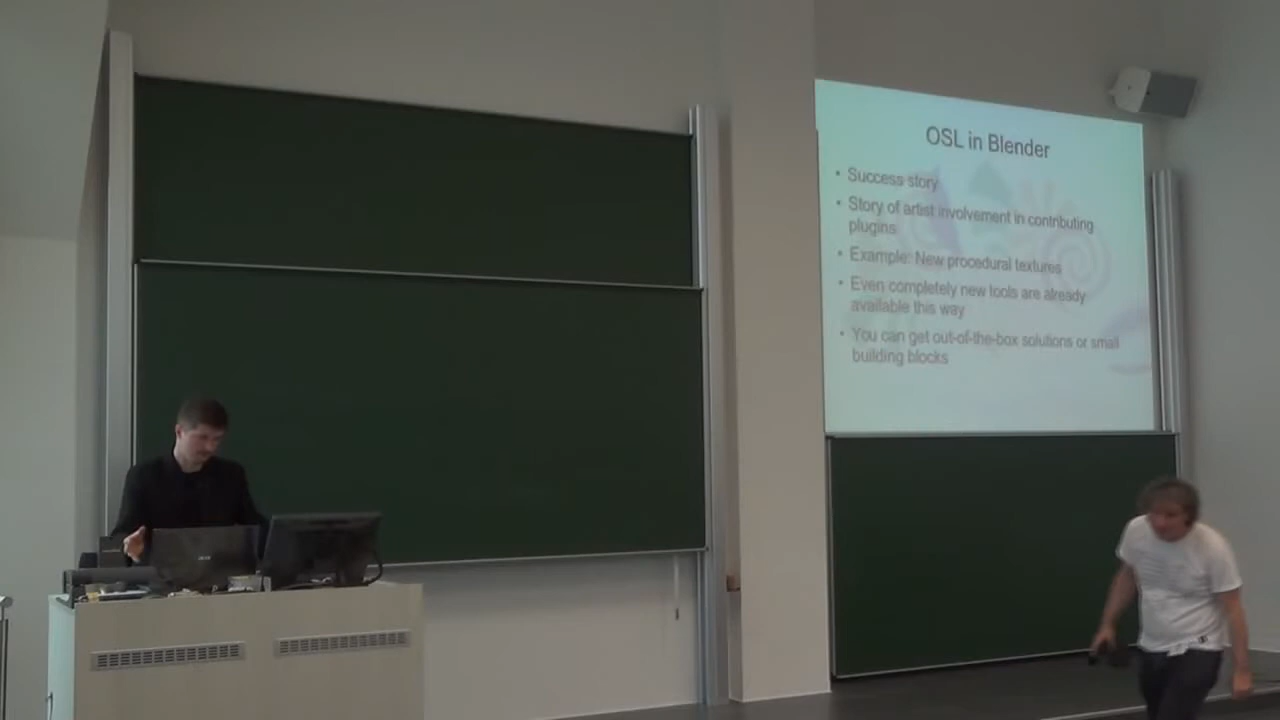 OSL in Blender
• Success story
• Story of artist involvement in contributing
plugins
• Example: New procedural textures
• Even completely new tools are already
available this way
• You can get out-of-the-box solutions or small
building blocks